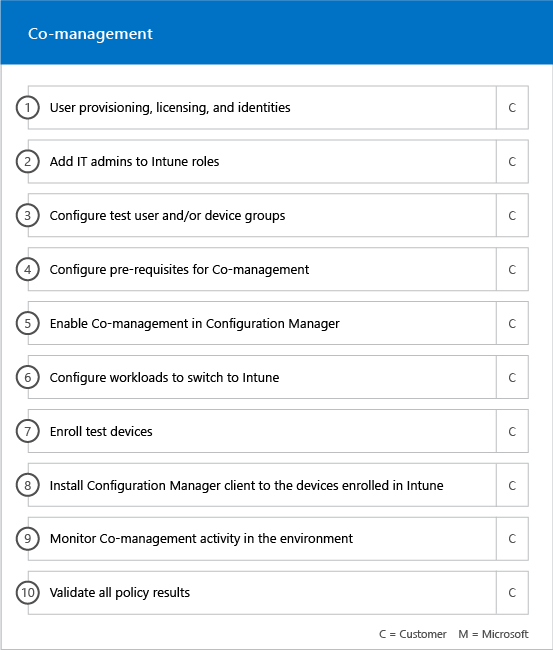 Co-management
1 User provisioning, licensing, and identities C
2 Add IT admins to Intune roles C
3 Configure test user and/or device groups C
4 Configure pre-requisites for Co-management C
5 Enable Co-management in Configuration Manager C
6 Configure workloads to switch to Intune C
7 Enroll test devices C
8 Install Configuration Manager client to the devices enrolled in Intune C
9 Monitor Co-management activity in the environment C
10 Validate all policy results C
C = Customer M = Microsoft